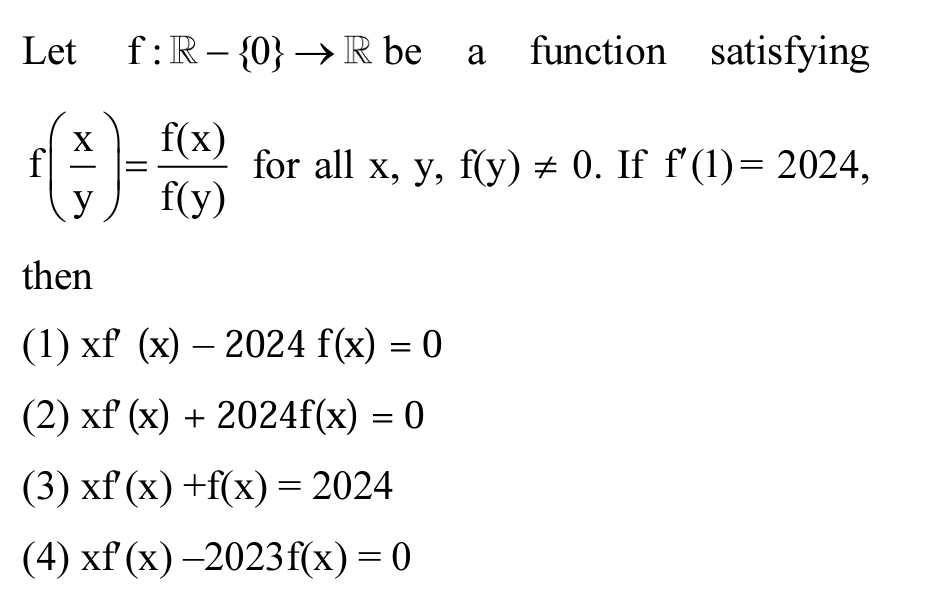 Let f : ℝ – {0} → ℝ be a function satisfying
f(x/y) = f(x)/f(y) for all x, y, f(y) ≠ 0. If f′(1) = 2024,
then
(1) xf′ (x) – 2024 f(x) = 0
(2) xf′(x) + 2024f(x) = 0
(3) xf′(x) +f(x) = 2024
(4) xf′(x) –2023f(x) = 0